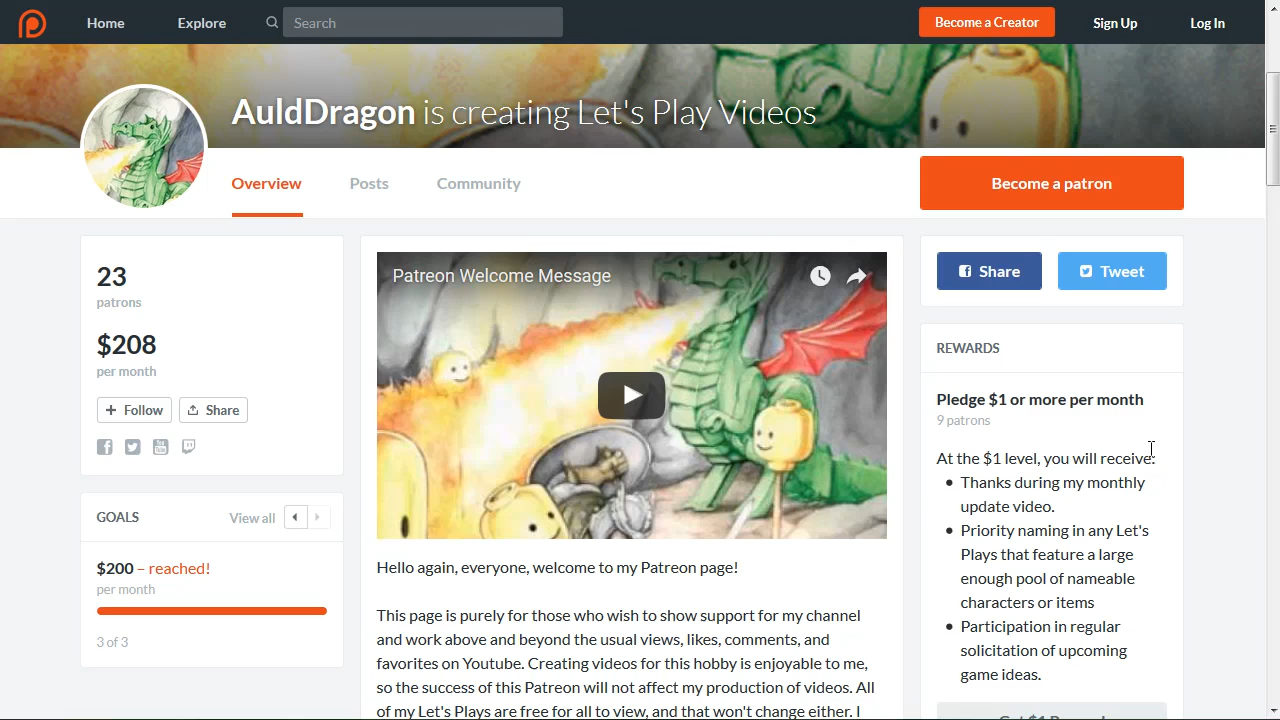 Home Explore Search Become a Creator Sign Up Log In
AuldDragon is creating Let's Play Videos
Overview Posts Community Become a patron
23
patrons
$208
per month
+ Follow Share
GOALS View all
$200 – reached!
per month
3 of 3
Patreon Welcome Message
Hello again, everyone, welcome to my Patreon page!
This page is purely for those who wish to show support for my channel
and work above and beyond the usual views, likes, comments, and
favorites on Youtube. Creating videos for this hobby is enjoyable to me,
so the success of this Patreon will not affect my production of videos. All
of my Let's Plays are free for all to view, and that won't change either. I
Share Tweet
REWARDS
Pledge $1 or more per month
9 patrons
At the $1 level, you will receive:
• Thanks during my monthly
update video.
• Priority naming in any Let's
Plays that feature a large
enough pool of nameable
characters or items
• Participation in regular
solicitation of upcoming
game ideas.